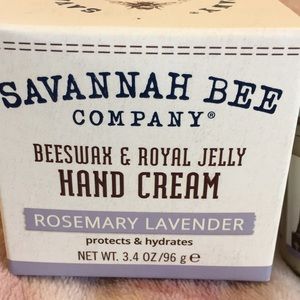 SAVANNAH BEE
COMPANY®
BEESWAX & ROYAL JELLY
HAND CREAM
ROSEMARY LAVENDER
protects & hydrates
NET WT. 3.4 OZ/96 g ℮